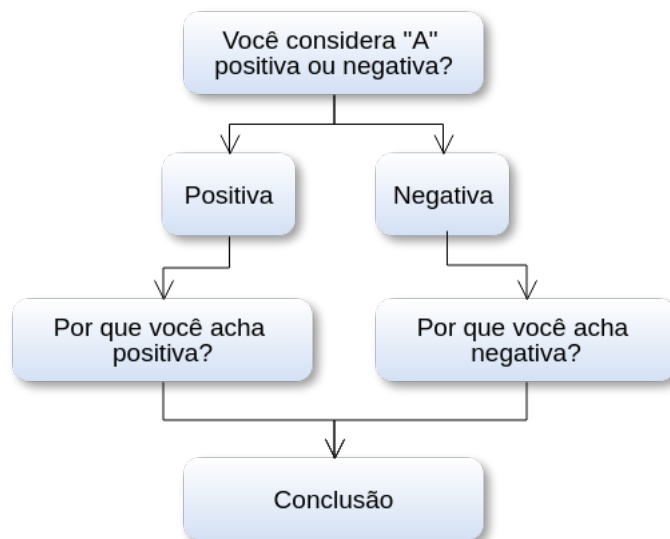 Você considera "A"
positiva ou negativa?
Positiva
Negativa
Por que você acha
positiva?
Por que você acha
negativa?
Conclusão